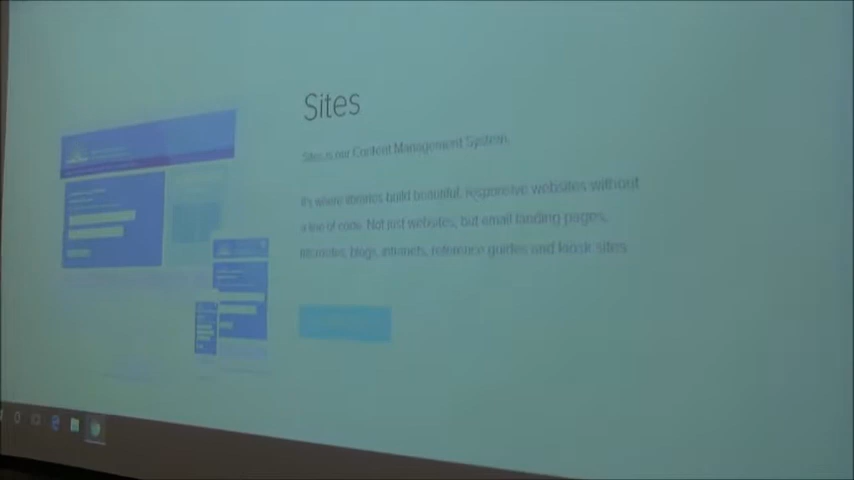 Sites
Sites is our Content Management System.
It's where libraries build beautiful, responsive websites without
a line of code. Not just websites, but email landing pages,
blogs, intranets, reference guides and kiosk sites.